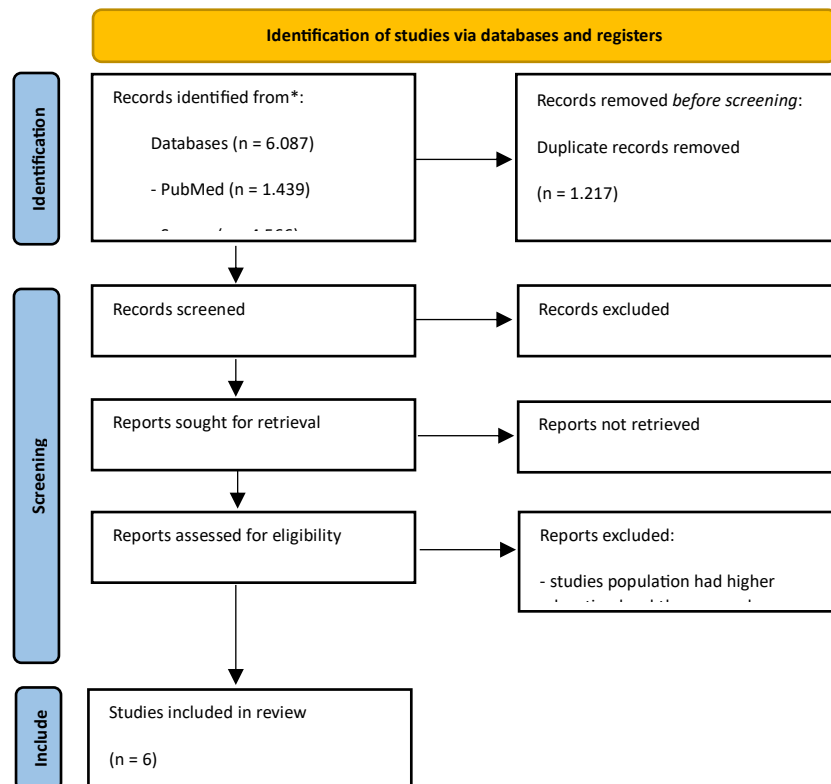 Identification of studies via databases and registers
Identification
Records identified from*:
Databases (n = 6.087)
- PubMed (n = 1.439)
Records removed before screening:
Duplicate records removed
(n = 1.217)
Screening
Records screened
Records excluded
Reports sought for retrieval
Reports not retrieved
Reports assessed for eligibility
Reports excluded:
- studies population had higher
Include
Studies included in review
(n = 6)